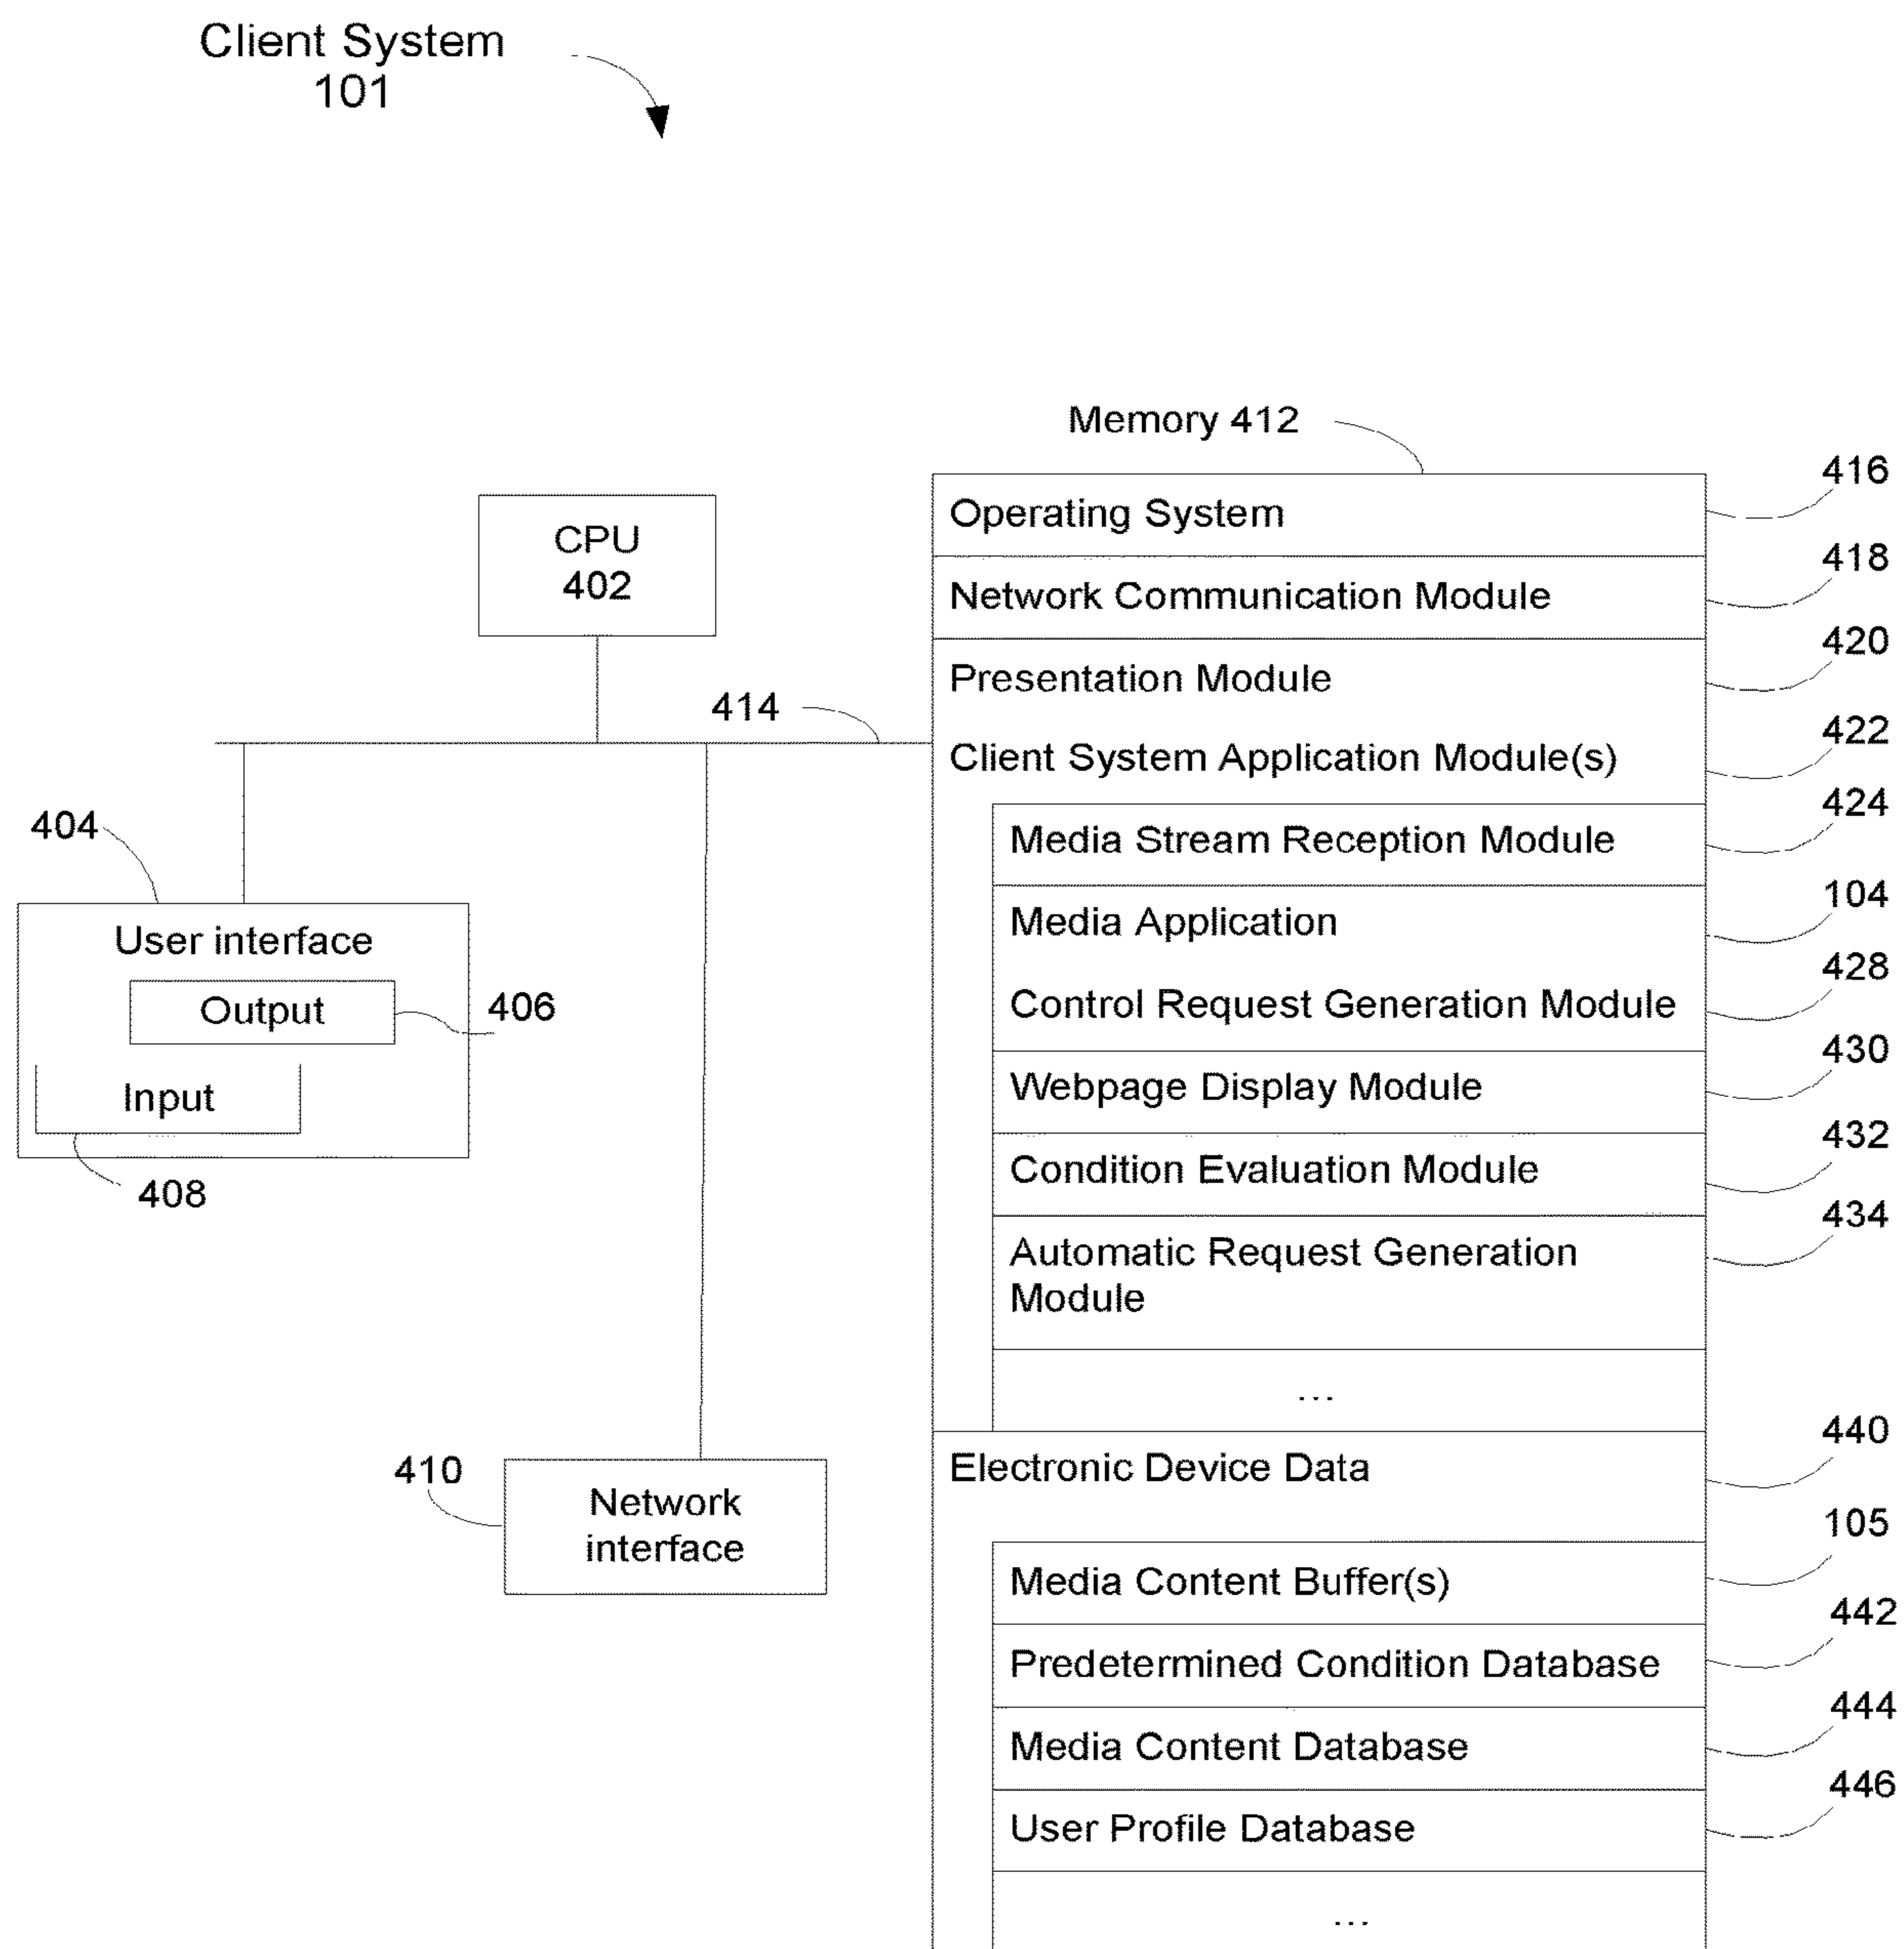 Client System
101
Memory 412
416
Operating System
CPU
402
418
Network Communication Module
420
Presentation Module
414
422
Client System Application Module(s)
424
404
Media Stream Reception Module
104
User interface
Media Application
428
Output
406
Control Request Generation Module
430
Input
Webpage Display Module
432
408
Condition Evaluation Module
434
Automatic Request Generation
Module
...
440
410
Electronic Device Data
Network
interface
105
Media Content Buffer(s)
442
Predetermined Condition Database
444
Media Content Database
446
User Profile Database
...